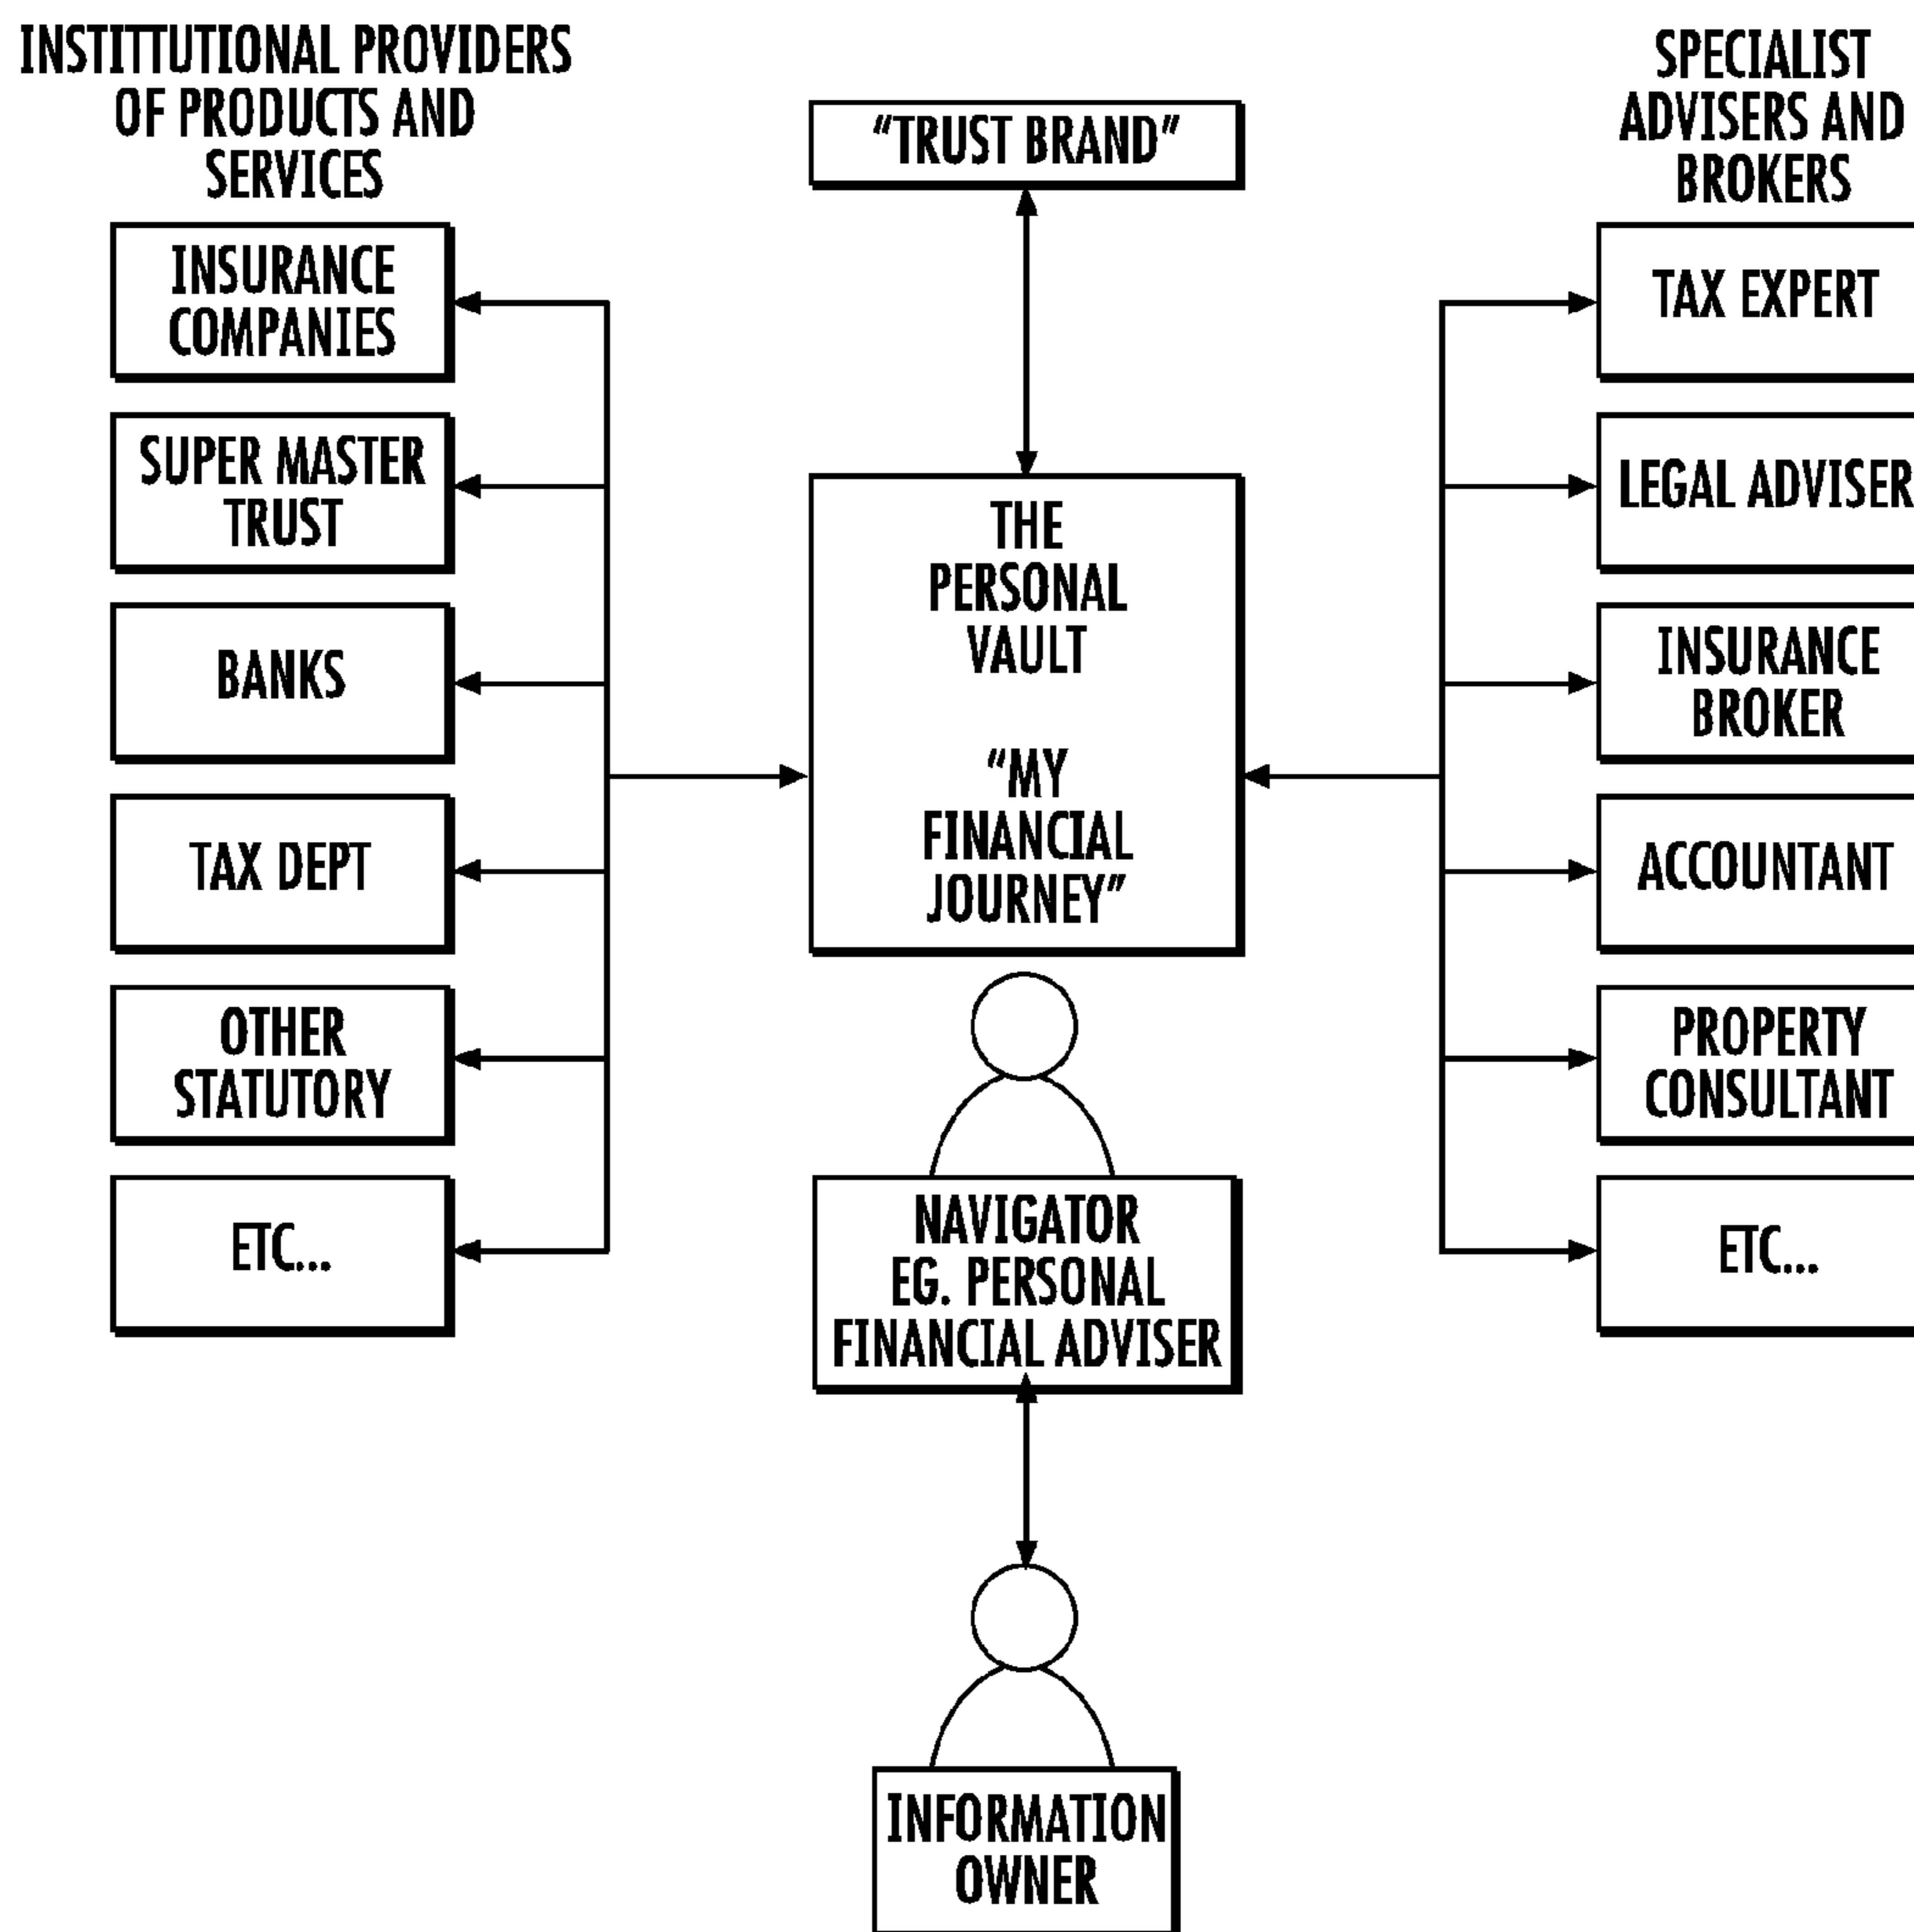 INSTITUTIONAL PROVIDERS
OF PRODUCTS AND
SERVICES
INSURANCE
COMPANIES
SUPER MASTER
TRUST
BANKS
TAX DEPT
OTHER
STATUTORY
ETC...
"TRUST BRAND"
THE
PERSONAL
VAULT
"MY
FINANCIAL
JOURNEY"
NAVIGATOR
EG. PERSONAL
FINANCIAL ADVISER
INFORMATION
OWNER
SPECIALIST
ADVISERS AND
BROKERS
TAX EXPERT
LEGAL ADVISER
INSURANCE
BROKER
ACCOUNTANT
PROPERTY
CONSULTANT
ETC...